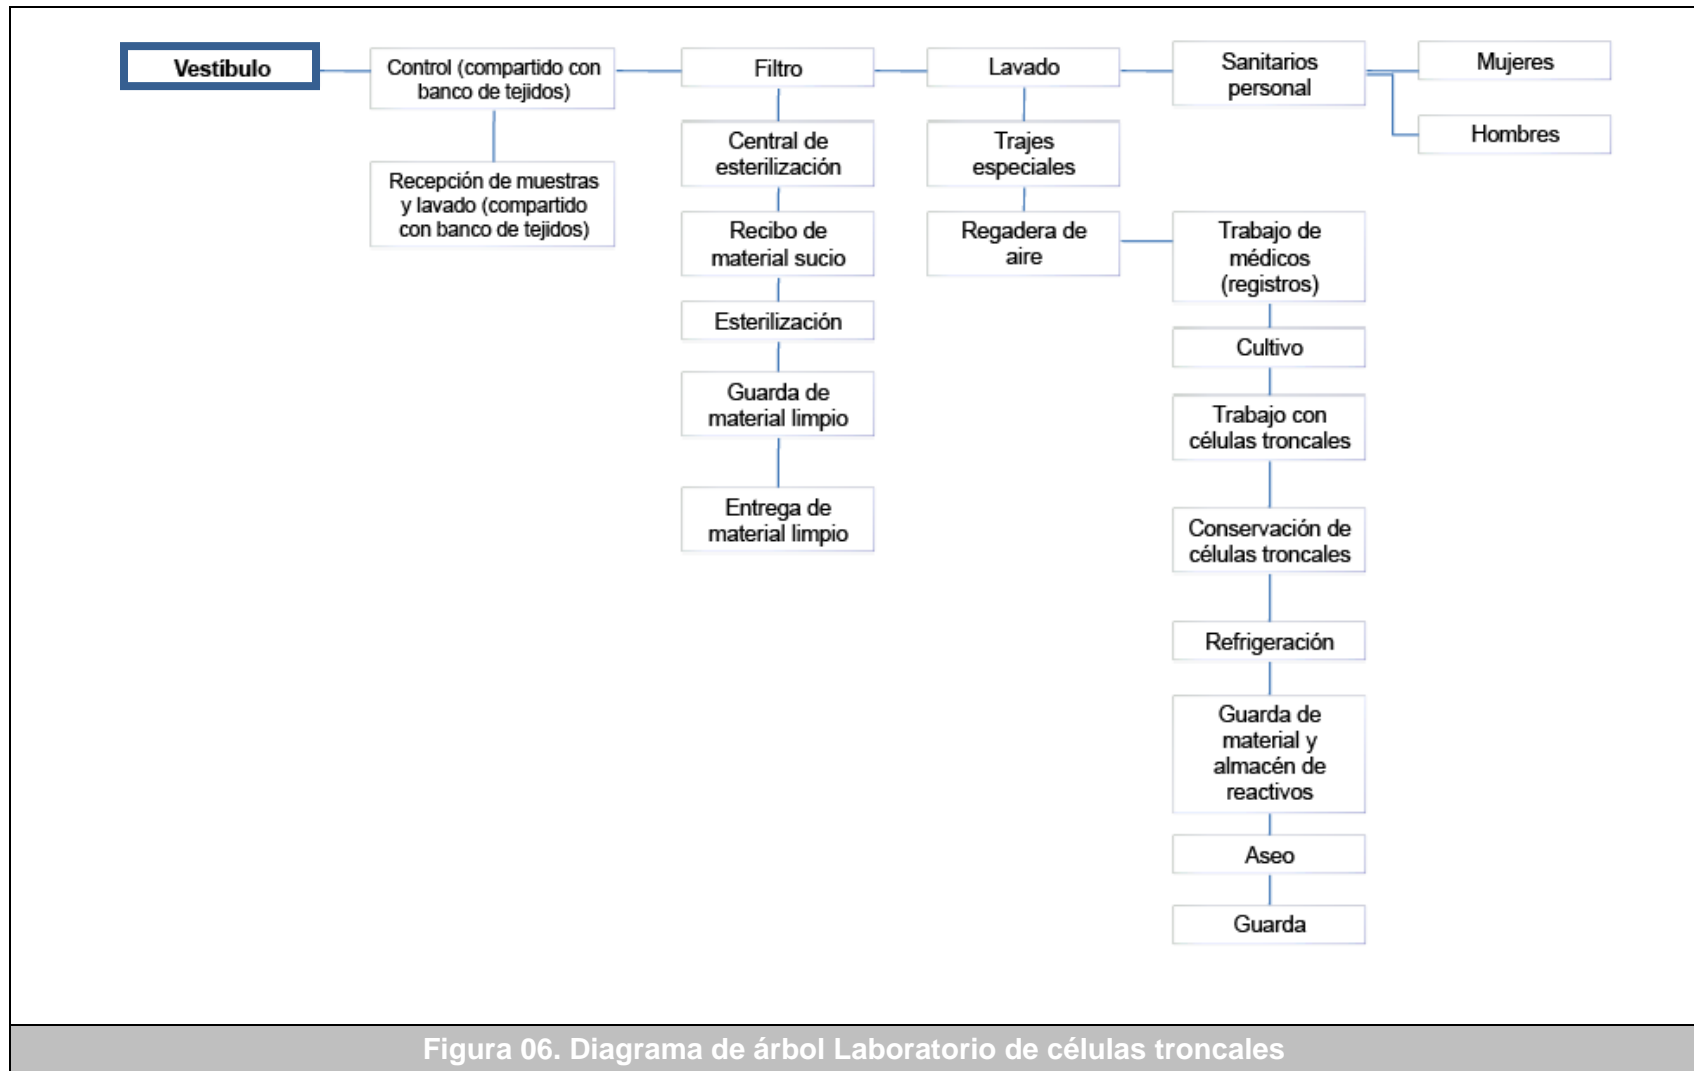 Vestíbulo
Control (compartido con
banco de tejidos)
Filtro
Lavado
Sanitarios
personal
Mujeres
Hombres
Recepción de muestras
y lavado (compartido
con banco de tejidos)
Central de
esterilización
Recibo de
material sucio
Esterilización
Guarda de
material limpio
Entrega de
material limpio
Trajes
especiales
Regadera de
aire
Trabajo de
médicos
(registros)
Cultivo
Trabajo con
células troncales
Conservación de
células troncales
Refrigeración
Guarda de
material y
almacén de
reactivos
Aseo
Guarda
Figura 06. Diagrama de árbol Laboratorio de células troncales